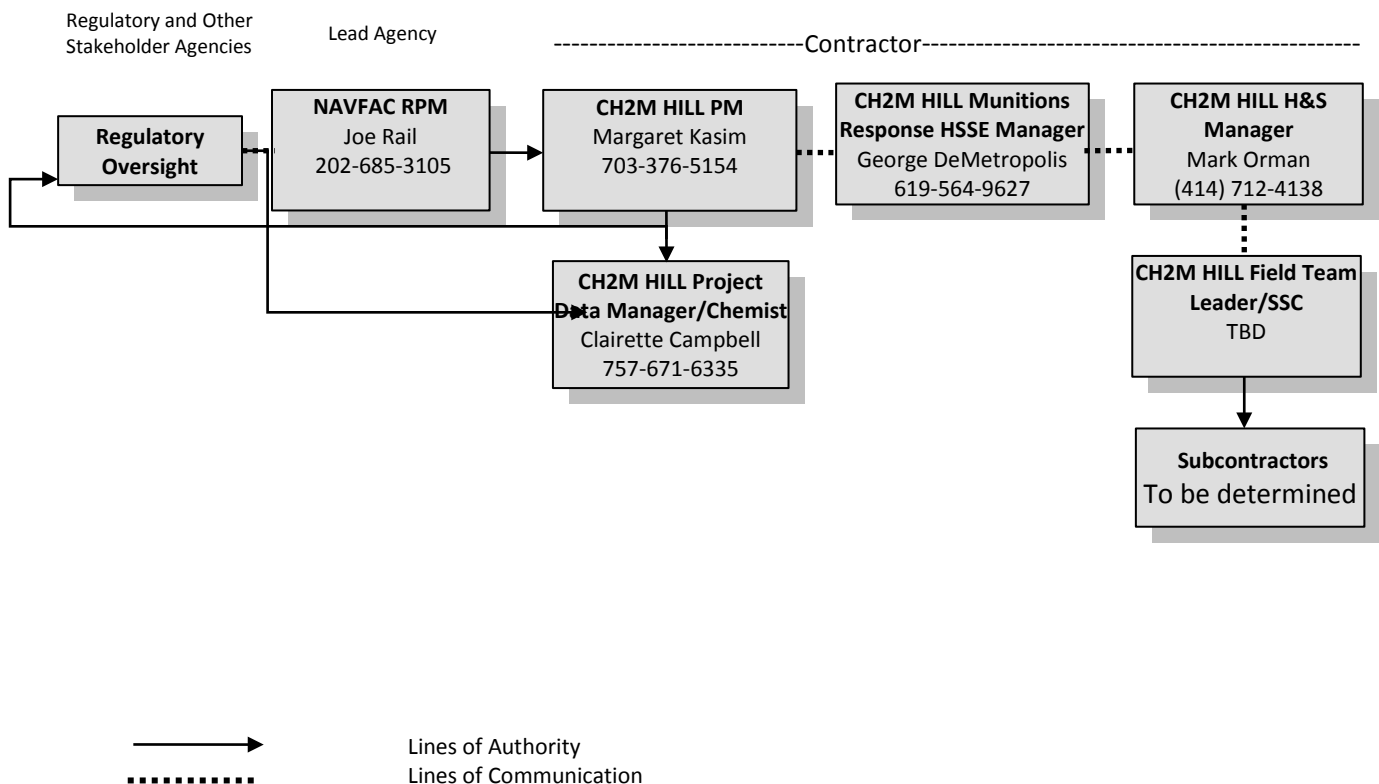 Regulatory and Other
Stakeholder Agencies
Lead Agency
Contractor
Regulatory
Oversight
NAVFAC RPM
Joe Rail
202-685-3105
CH2M HILL PM
Margaret Kasim
703-376-5154
CH2M HILL Munitions
Response HSSE Manager
George DeMetropolis
619-564-9627
CH2M HILL H&S
Manager
Mark Orman
(414) 712-4138
CH2M HILL Project
Data Manager/Chemist
Clairette Campbell
757-671-6335
CH2M HILL Field Team
Leader/SSC
TBD
Subcontractors
To be determined
Lines of Authority
Lines of Communication